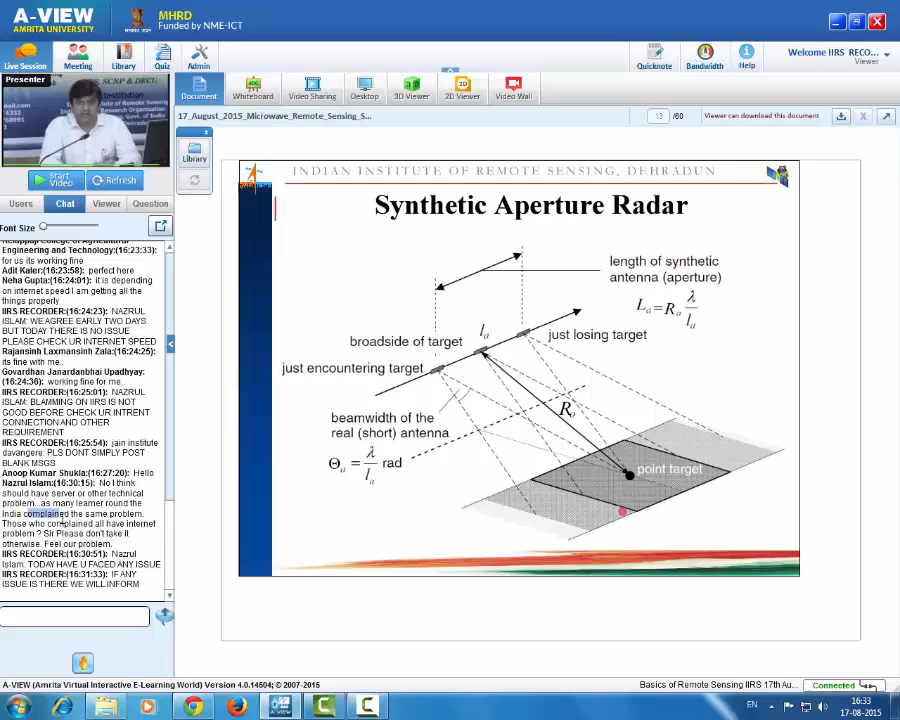 A-VIEW
AMRITA UNIVERSITY
MHRD
Funded by NME-ICT
Live Session
Meeting
Library
Quiz
Admin
Quicknote
Bandwidth
Help
Welcome IIRS RECO...
Viewer
Presenter
Document
Whiteboard
Video Sharing
Desktop
3D Viewer
2D Viewer
Video Wall
17_August_2015_Microwave_Remote_Sensing_S...
13 /60
Viewer can download this document
Library
Start
Video
Refresh
Users
Chat
Viewer
Question
Font Size
Engineering and Technology:(16:23:33):
for us its working fine
Adit Kaler:(16:23:58): perfect here
Neha Gupta:(16:24:01): it is depending
on internet speed I am getting all the
things properly
IIRS RECORDER:(16:24:23): NAZRUL
ISLAM: WE AGREE EARLY TWO DAYS
BUT TODAY THERE IS NO ISSUE
PLEASE CHECK UR INTERNET SPEED
Rajansinh Laxmansinh Zala:(16:24:25):
its fine with me..
Govardhan Janardanbhai Upadhyay:
(16:24:36): working fine for me..
IIRS RECORDER:(16:25:01): NAZRUL
ISLAM: BLAMMING ON IIRS IS NOT
GOOD BEFORE CHECK UR INTRENT
CONNECTION AND OTHER
REQUIREMENT
IIRS RECORDER:(16:25:54): jain institute
davangere: PLS DONT SIMPLY POST
BLANK MSGS
Anoop Kumar Shukla:(16:27:20): Hello
Nazrul Islam:(16:30:15): No I think
should have server or other technical
problem...as many learner round the
India complained the same problem.
Those who complained all have internet
problem ? Sir Please don't take it
otherwise. Feel our problem.
IIRS RECORDER:(16:30:51): Nazrul
Islam: TODAY HAVE U FACED ANY ISSUE
IIRS RECORDER:(16:31:33): IF ANY
ISSUE IS THERE WE WILL INFORM
INDIAN INSTITUTE OF REMOTE SENSING, DEHRADUN
Synthetic Aperture Radar
length of synthetic
antenna (aperture)
Lₐ = Rₒ λ/lₐ
lₐ
broadside of target
just losing target
just encountering target
beamwidth of the
real (short) antenna
Rₒ
Θₐ = λ/lₐ rad
point target
A-VIEW (Amrita Virtual Interactive E-Learning World) Version 4.0.14504; © 2007-2015
Basics of Remote Sensing IIRS 17th Au...
Connected
EN
16:33
17-08-2015